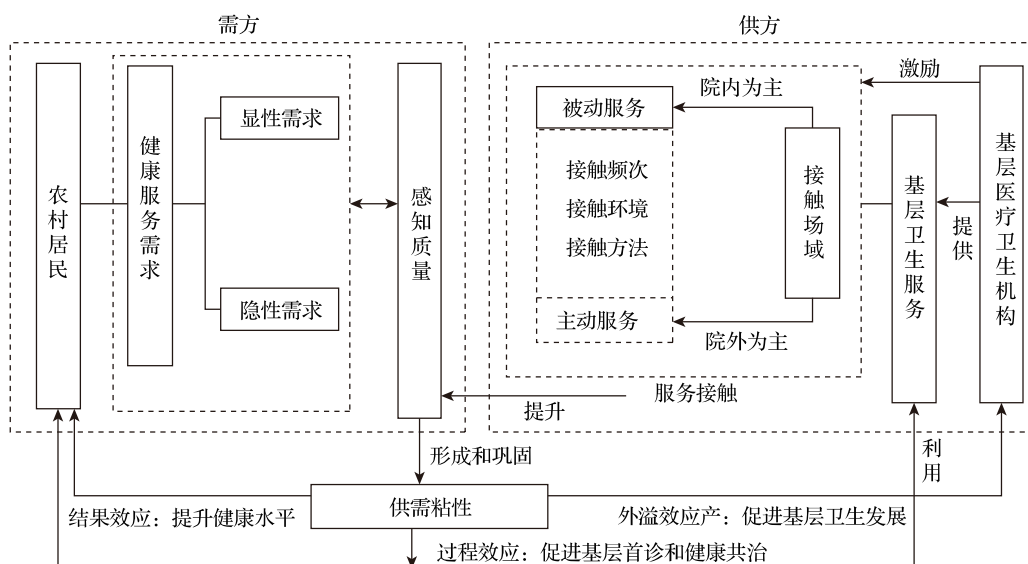 需方
供方
农村居民
健康服务需求
显性需求
隐性需求
感知质量
被动服务
接触频次
接触环境
接触方法
主动服务
院内为主
接触场域
院外为主
激励
基层卫生服务
提供
基层医疗卫生机构
服务接触
提升
形成和巩固
利用
供需粘性
结果效应：提升健康水平
外溢效应产：促进基层卫生发展
过程效应：促进基层首诊和健康共治